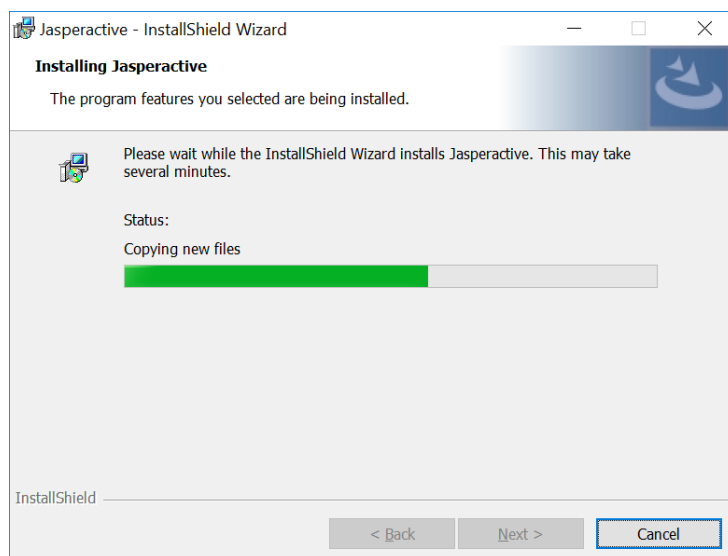 Jasperactive - InstallShield Wizard
Installing Jasperactive
The program features you selected are being installed.
Please wait while the InstallShield Wizard installs Jasperactive. This may take
several minutes.
Status:
Copying new files
InstallShield
< Back
Next >
Cancel